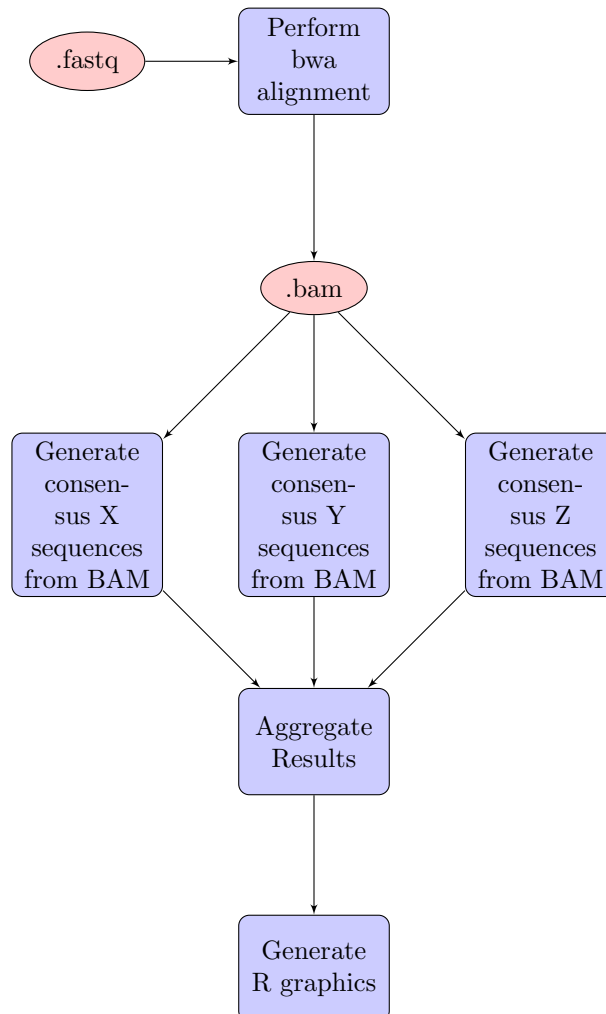 .fastq
Perform
bwa
alignment
.bam
Generate
consen-
sus X
sequences
from BAM
Generate
consen-
sus Y
sequences
from BAM
Generate
consen-
sus Z
sequences
from BAM
Aggregate
Results
Generate
R graphics